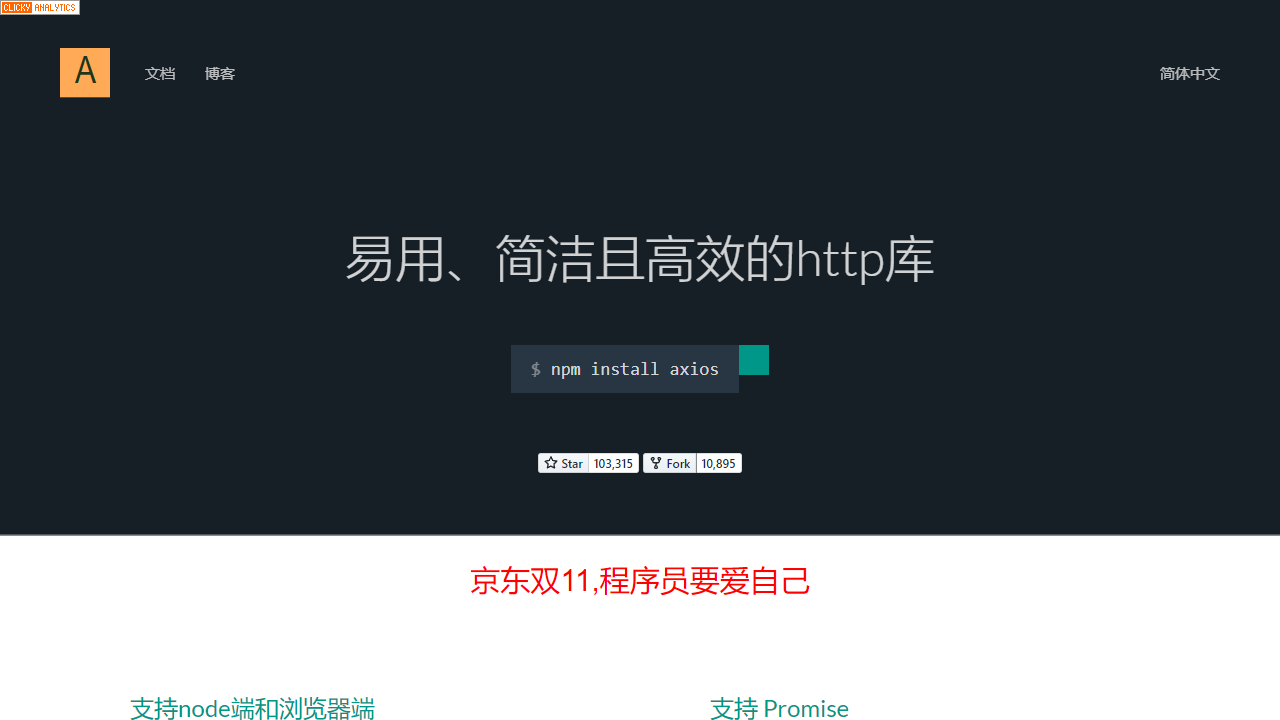 CLICKY ANALYTICS
A 文档 博客 简体中文
易用、简洁且高效的http库
$ npm install axios
Star 103,315 Fork 10,895
京东双11,程序员要爱自己
支持node端和浏览器端 支持 Promise